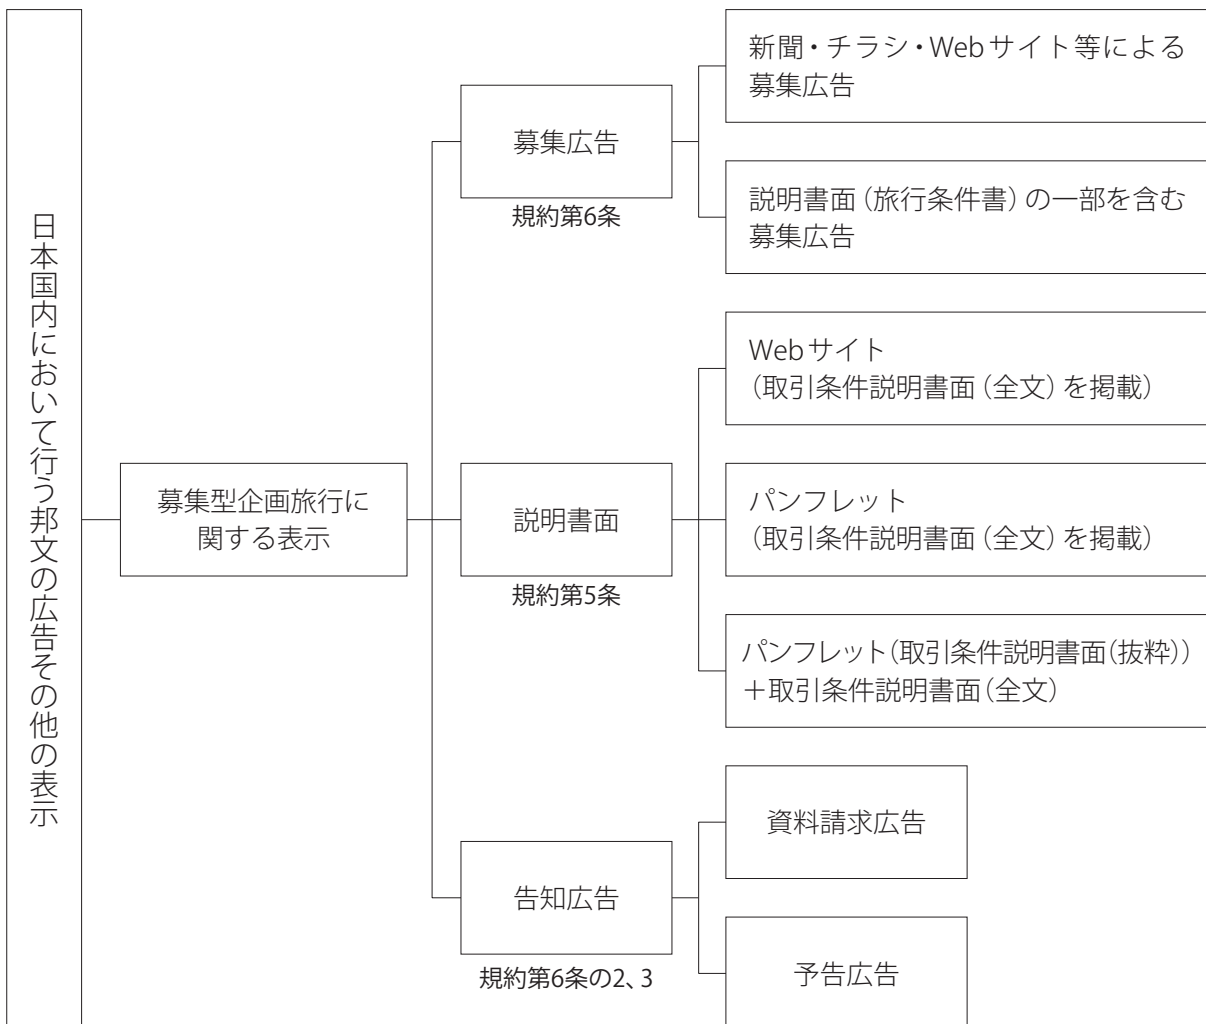 日本国内において行う邦文の広告その他の表示
募集型企画旅行に
関する表示
募集広告
規約第6条
新聞・チラシ・Webサイト等による
募集広告
説明書面（旅行条件書）の一部を含む
募集広告
説明書面
規約第5条
Webサイト
（取引条件説明書面（全文）を掲載）
パンフレット
（取引条件説明書面（全文）を掲載）
パンフレット（取引条件説明書面（抜粋））
＋取引条件説明書面（全文）
告知広告
規約第6条の2、3
資料請求広告
予告広告